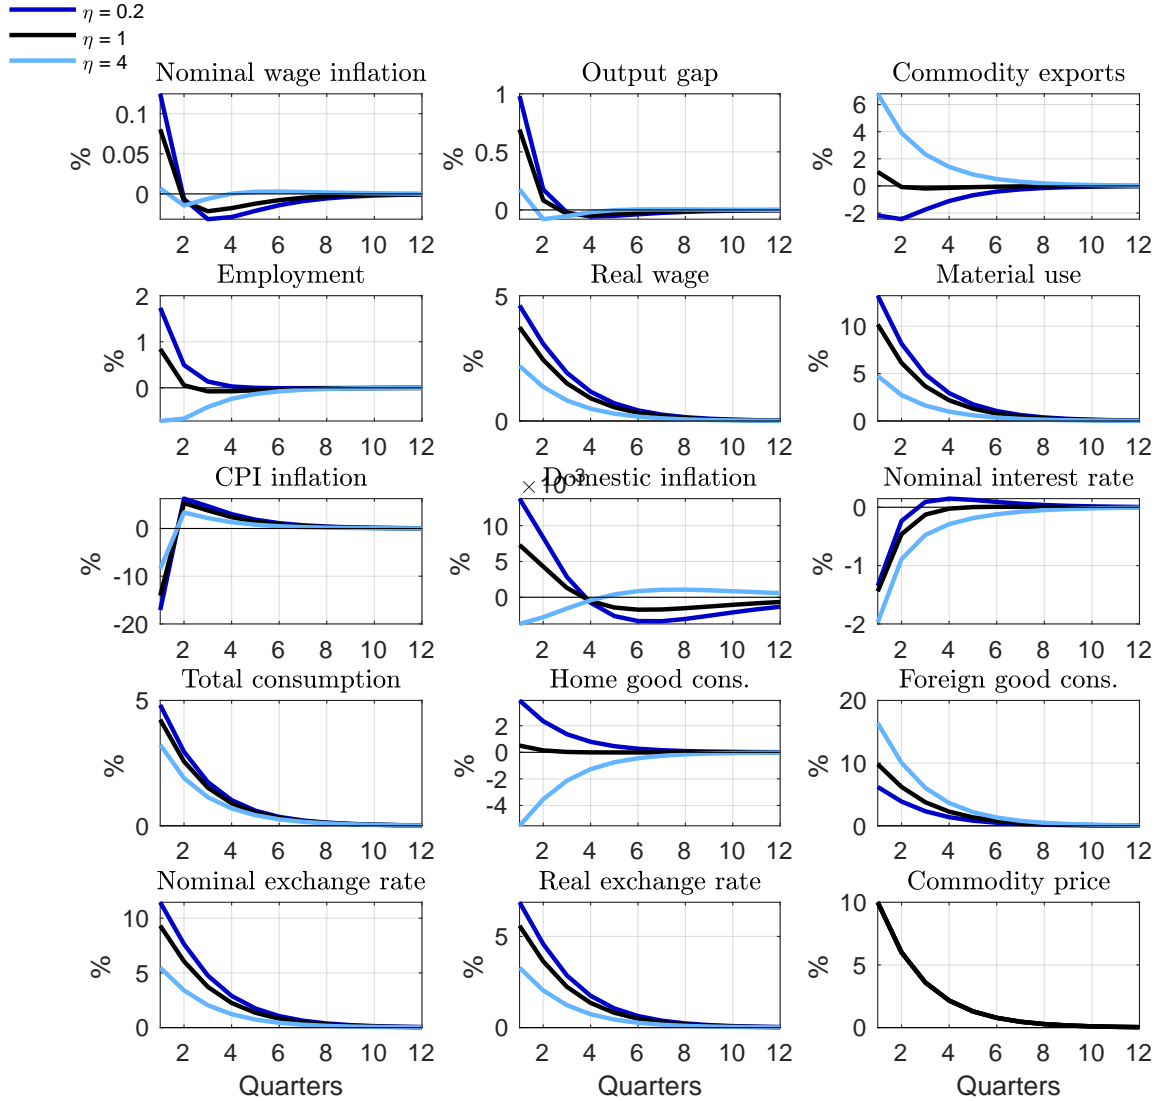 η = 0.2
η = 1
η = 4
Nominal wage inflation
Output gap
Commodity exports
%
0.1
0.05
0
2 4 6 8 10 12
%
1
0.5
0
2 4 6 8 10 12
6
4
2
0
-2
2 4 6 8 10 12
Employment
Real wage
Material use
%
2
1
0
2 4 6 8 10 12
%
5
0
2 4 6 8 10 12
%
10
5
0
2 4 6 8 10 12
CPI inflation
Domestic inflation
Nominal interest rate
%
0
-10
-20
2 4 6 8 10 12
×10-3
%
10
5
0
2 4 6 8 10 12
%
0
-1
-2
2 4 6 8 10 12
Total consumption
Home good cons.
Foreign good cons.
%
5
0
2 4 6 8 10 12
%
2
0
-2
-4
2 4 6 8 10 12
%
20
10
0
2 4 6 8 10 12
Nominal exchange rate
Real exchange rate
Commodity price
%
10
5
0
2 4 6 8 10 12
Quarters
%
5
0
2 4 6 8 10 12
%
10
5
0
2 4 6 8 10 12
Quarters